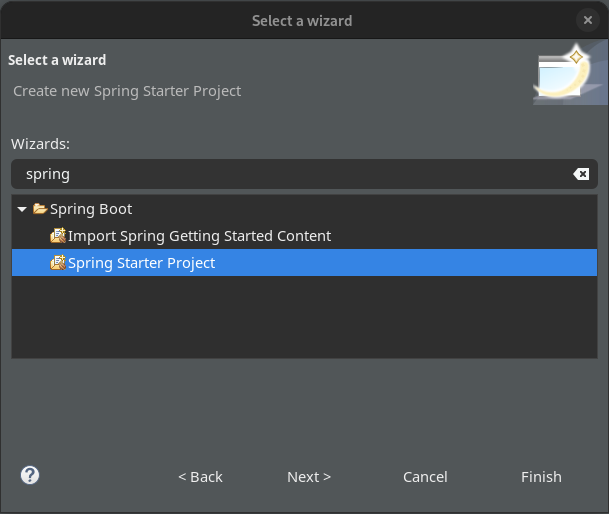 Select a wizard
Select a wizard
Create new Spring Starter Project
Wizards:
spring
Spring Boot
Import Spring Getting Started Content
Spring Starter Project
? < Back Next > Cancel Finish